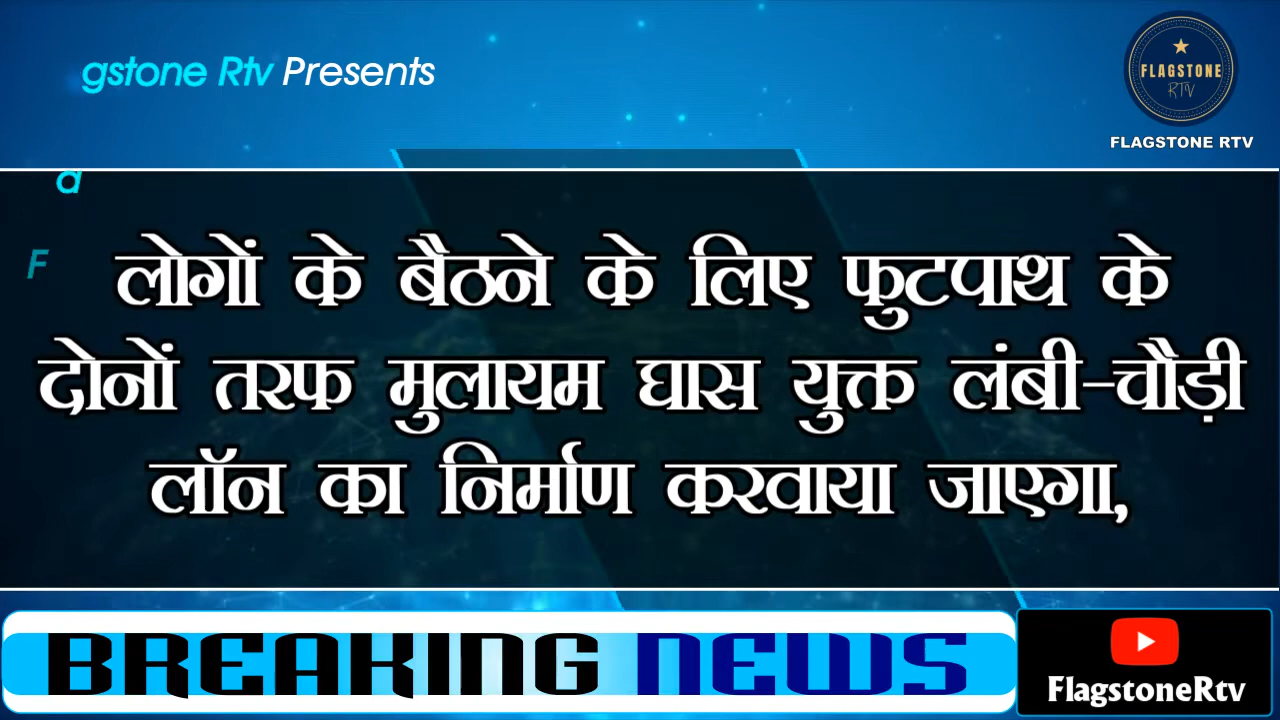 gstone Rtv Presents
FLAGSTONE
RTV
FLAGSTONE RTV
a
F
लोगों के बैठने के लिए फुटपाथ के
दोनों तरफ मुलायम घास युक्त लंबी-चौड़ी
लॉन का निर्माण करवाया जाएगा,
BREAKING NEWS
FlagstoneRtv